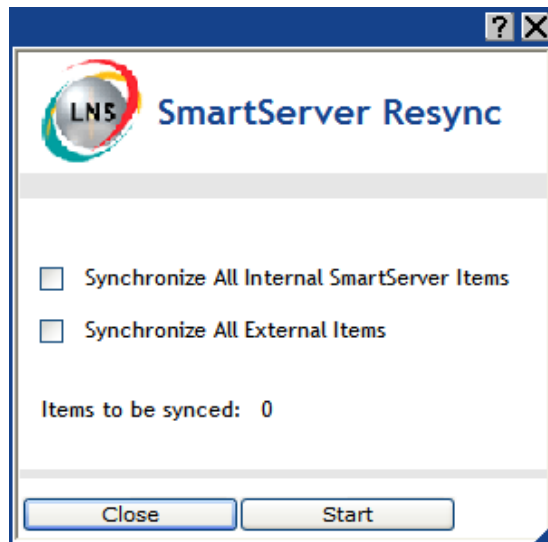 ?
LNS
SmartServer Resync
Synchronize All Internal SmartServer Items
Synchronize All External Items
Items to be synced: 0
Close Start